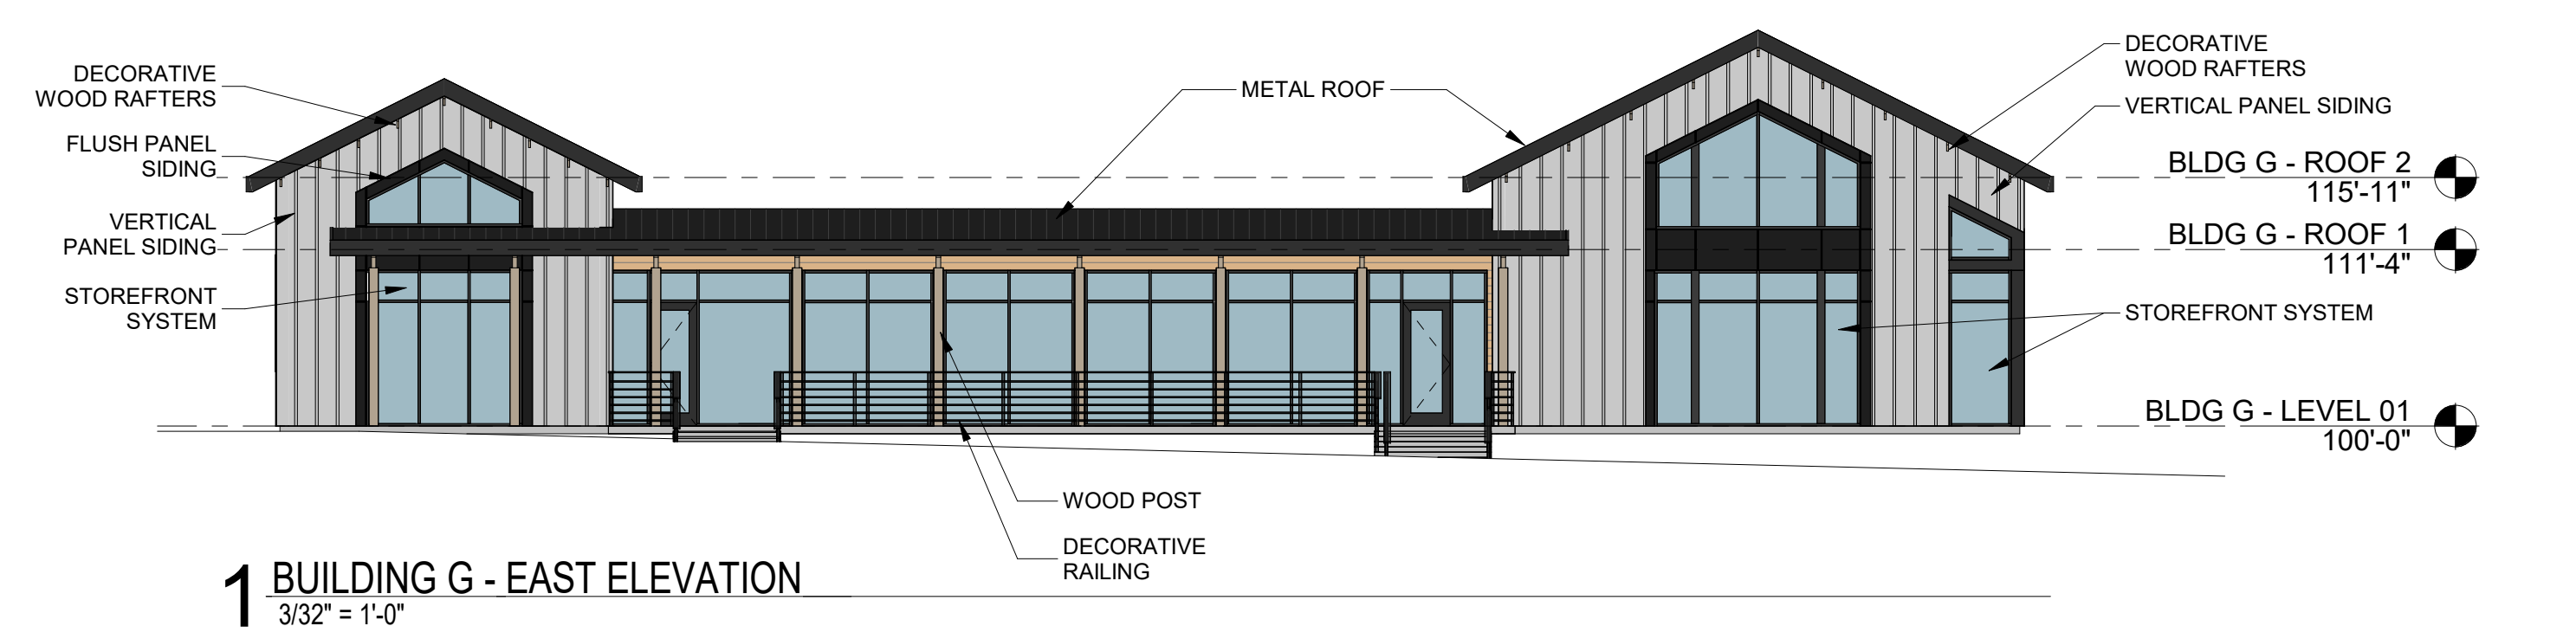 DECORATIVE
WOOD RAFTERS
FLUSH PANEL
SIDING
VERTICAL
PANEL SIDING
STOREFRONT
SYSTEM
METAL ROOF
DECORATIVE
WOOD RAFTERS
VERTICAL PANEL SIDING
BLDG G - ROOF 2
115'-11"
BLDG G - ROOF 1
111'-4"
STOREFRONT SYSTEM
BLDG G - LEVEL 01
100'-0"
WOOD POST
DECORATIVE
RAILING
1 BUILDING G - EAST ELEVATION
3/32" = 1'-0"